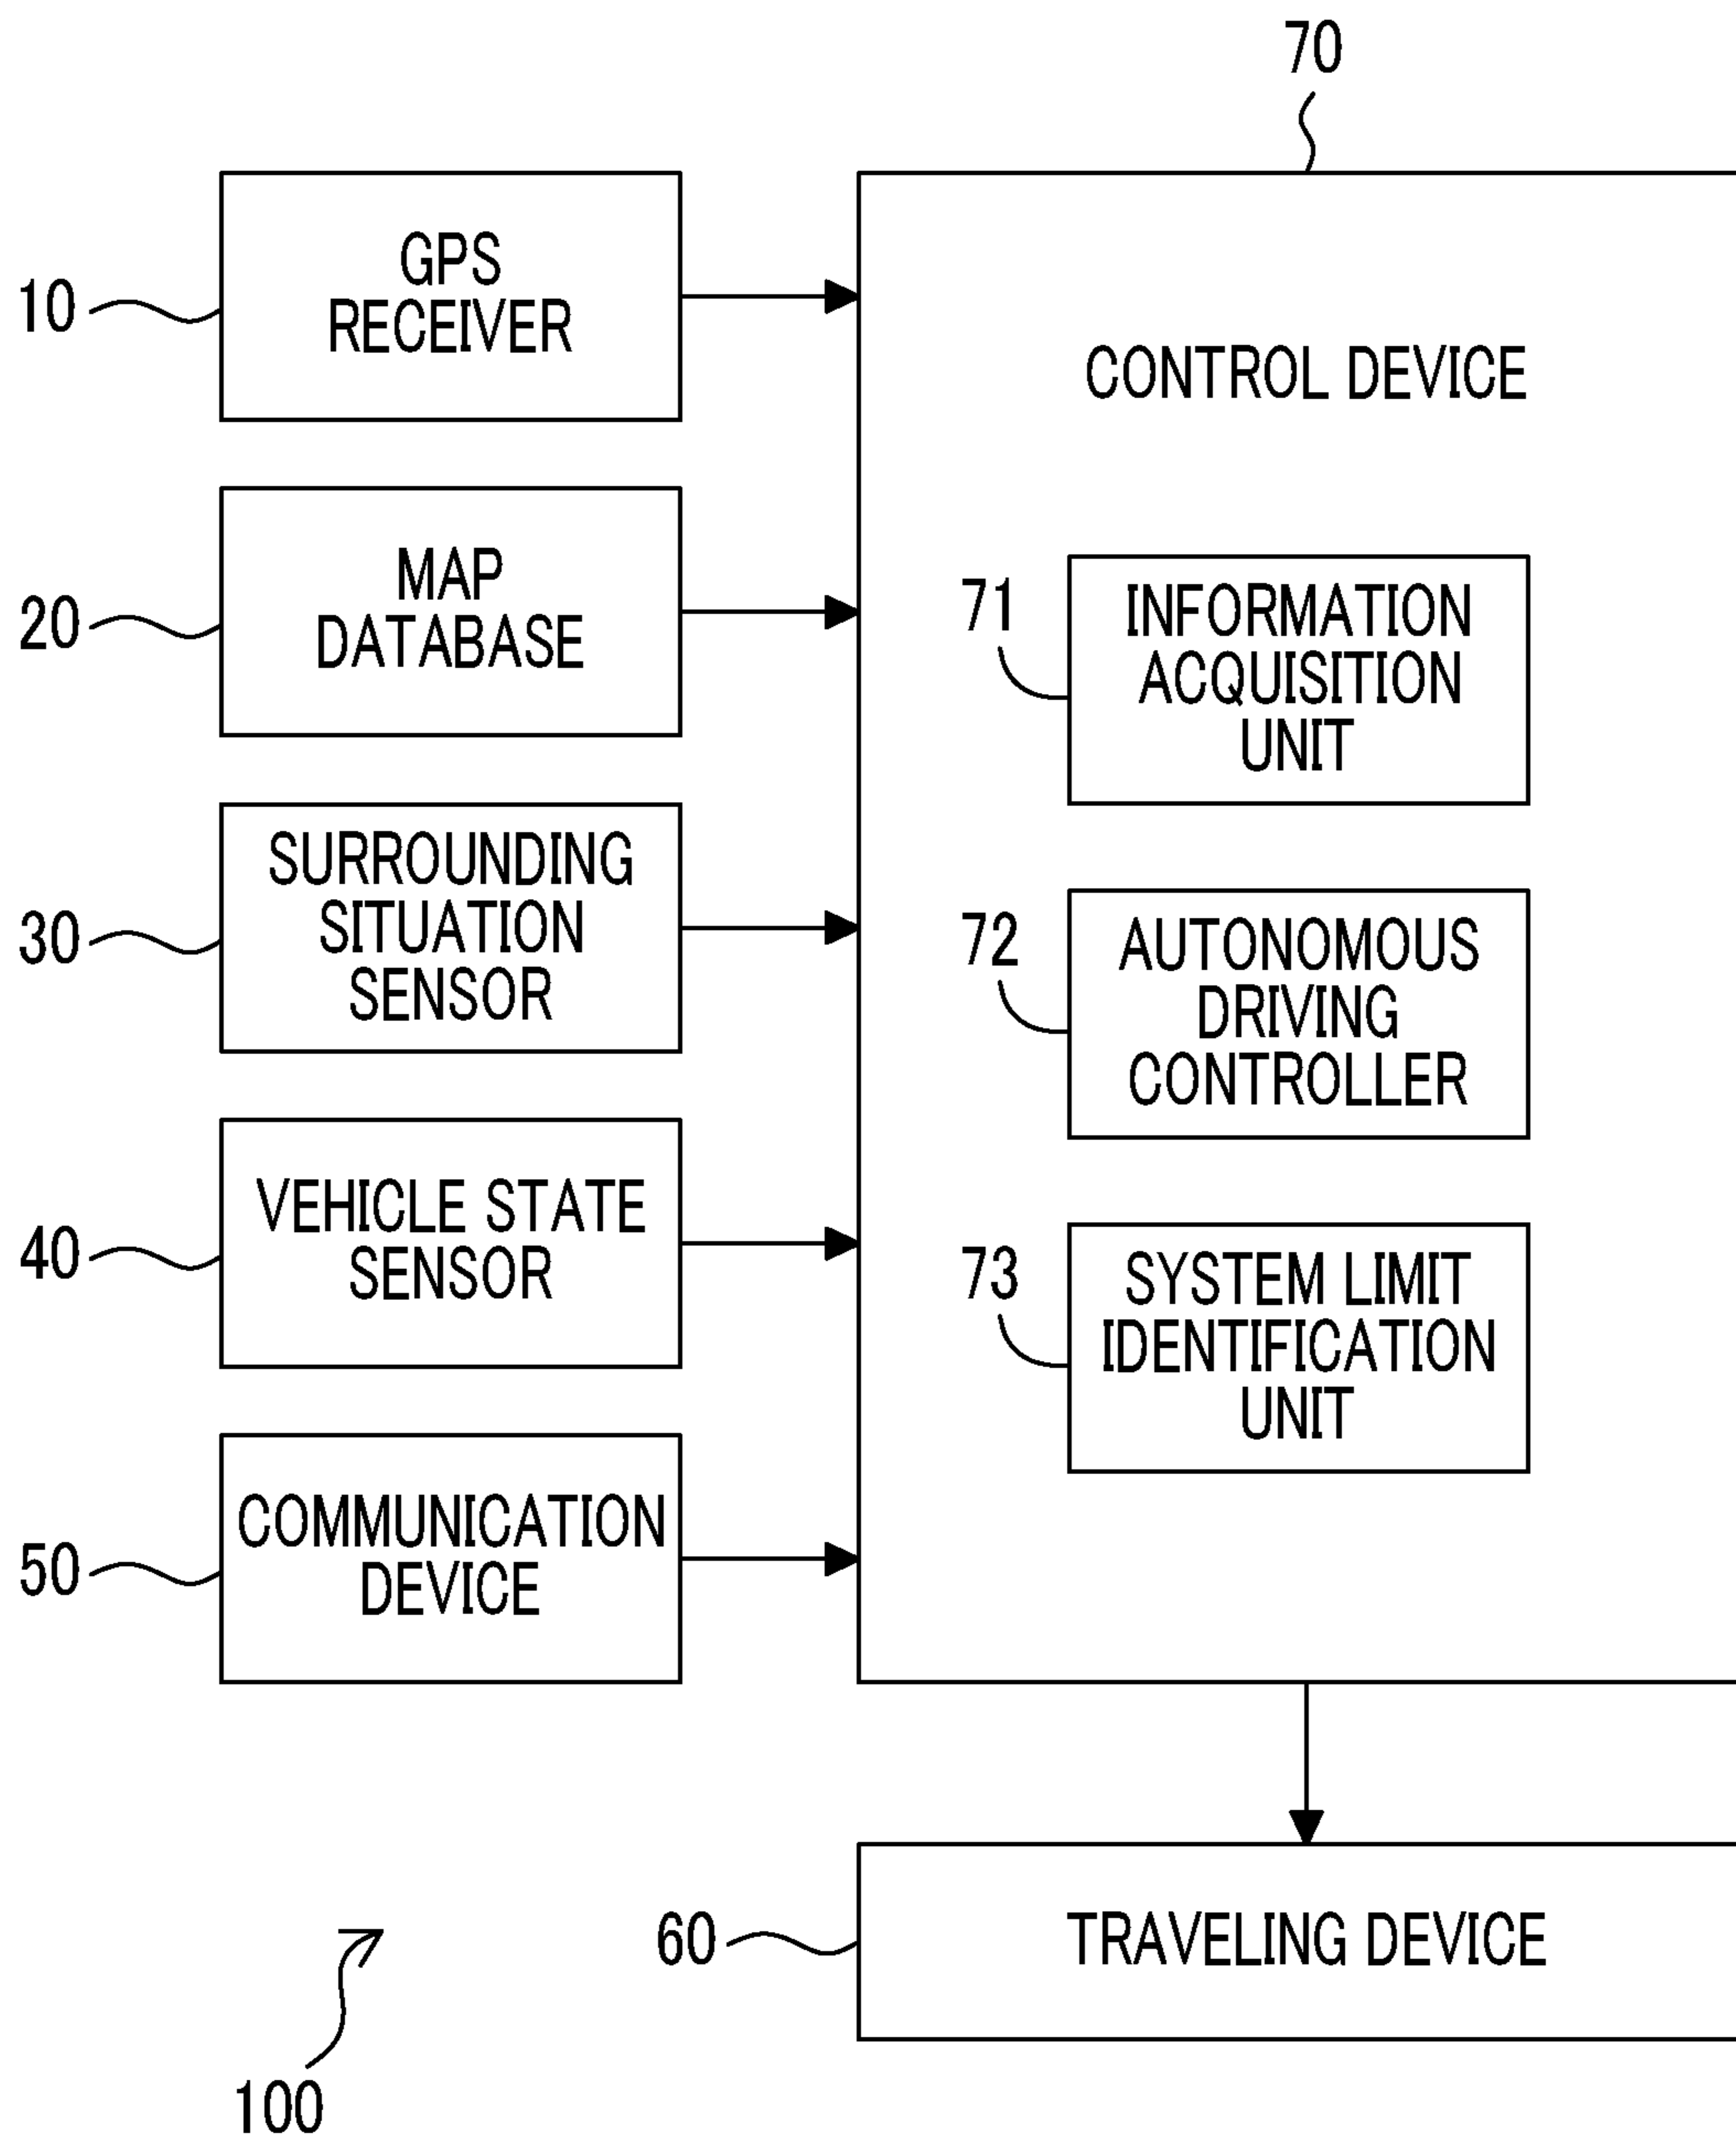 70
10
GPS
RECEIVER
CONTROL DEVICE
20
MAP
DATABASE
71
INFORMATION
ACQUISITION
UNIT
30
SURROUNDING
SITUATION
SENSOR
72
AUTONOMOUS
DRIVING
CONTROLLER
40
VEHICLE STATE
SENSOR
73
SYSTEM LIMIT
IDENTIFICATION
UNIT
50
COMMUNICATION
DEVICE
60
TRAVELING DEVICE
100